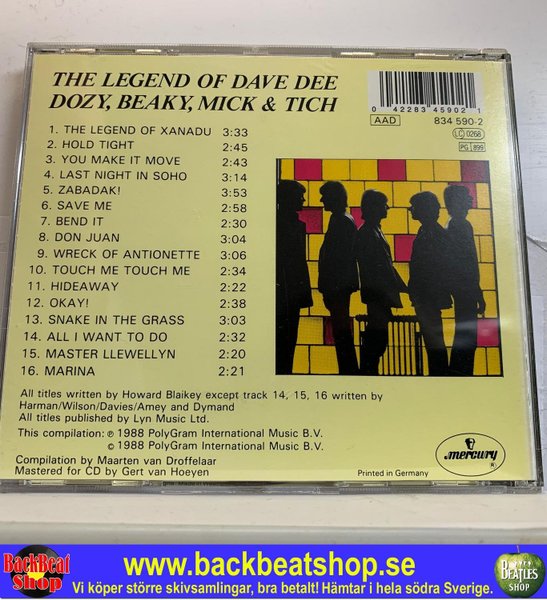 THE LEGEND OF DAVE DEE
DOZY, BEAKY, MICK & TICH
0 42283 45902 1
AAD 834 590-2
LC 0268
PG 899
1. THE LEGEND OF XANADU 3:33
2. HOLD TIGHT 2:45
3. YOU MAKE IT MOVE 2:43
4. LAST NIGHT IN SOHO 3:14
5. ZABADAK! 3:53
6. SAVE ME 2:58
7. BEND IT 2:30
8. DON JUAN 3:04
9. WRECK OF ANTIONETTE 3:06
10. TOUCH ME TOUCH ME 2:34
11. HIDEAWAY 2:22
12. OKAY! 2:38
13. SNAKE IN THE GRASS 3:03
14. ALL I WANT TO DO 2:32
15. MASTER LLEWELLYN 2:20
16. MARINA 2:21
All titles written by Howard Blaikey except track 14, 15, 16 written by
Harman/Wilson/Davies/Amey and Dymand
All titles published by Lyn Music Ltd.
This compilation: ℗ 1988 PolyGram International Music B.V.
© 1988 PolyGram International Music B.V.
Compilation by Maarten van Droffelaar
Mastered for CD by Gert van Hoeyen
mercury
Printed in Germany
BackBeat
Shop
www.backbeatshop.se
Vi köper större skivsamlingar, bra betalt! Hämtar i hela södra Sverige.
BEATLES
SHOP